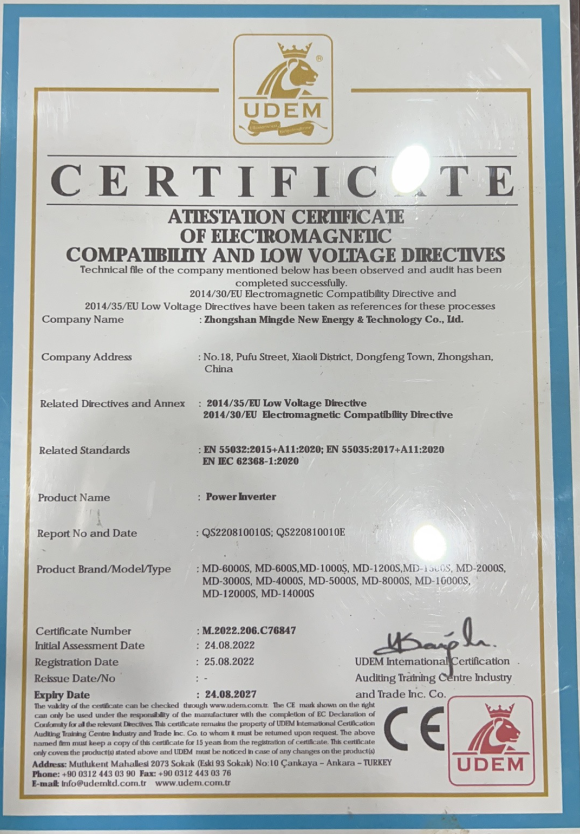 UDEM
CERTIFICATE
ATTESTATION CERTIFICATE
OF ELECTROMAGNETIC
COMPATIBILITY AND LOW VOLTAGE DIRECTIVES
Technical file of the company mentioned below has been observed and audit has been
completed successfully.
2014/30/EU Electromagnetic Compatibility Directive and
2014/35/EU Low Voltage Directives have been taken as references for these processes
Company Name : Zhongshan Mingde New Energy & Technology Co., Ltd.
Company Address : No.18, Pufu Street, Xiaoli District, Dongfeng Town, Zhongshan,
China
Related Directives and Annex : 2014/35/EU Low Voltage Directive
2014/30/EU Electromagnetic Compatibility Directive
Related Standards : EN 55032:2015+A11:2020; EN 55035:2017+A11:2020
EN IEC 62368-1:2020
Product Name : Power Inverter
Report No and Date : QS220810010S; QS220810010E
Product Brand/Model/Type : MD-6000S, MD-600S,MD-1000S, MD-1200S,MD-1500S, MD-2000S,
MD-3000S, MD-4000S, MD-5000S, MD-8000S, MD-10000S,
MD-12000S, MD-14000S
Certificate Number : M.2022.206.C76847
Initial Assessment Date : 24.08.2022
Registration Date : 25.08.2022
Reissue Date/No : -
Expiry Date : 24.08.2027
UDEM International Certification
Auditing Training Centre Industry
and Trade Inc. Co.
The validity of the certificate can be checked through www.udem.com.tr. The CE mark shown on the right
can only be used under the responsibility of the manufacturer with the completion of EC Declaration of
Conformity for all the relevant Directives. This certificate remains the property of UDEM International Certification
Auditing Training Centre Industry and Trade Inc. Co. to whom it must be returned upon request. The above
named firm must keep a copy of this certificate for 15 years from the registration of certificate. This certificate
only covers the product(s) stated above and UDEM must be noticed in case of any changes on the product(s)
CE
UDEM
Address: Mutlukent Mahallesi 2073 Sokak (Eski 93 Sokak) No:10 Çankaya – Ankara – TURKEY
Phone: +90 0312 443 03 90 Fax: +90 0312 443 03 76
E-mail: info@udemltd.com.tr www.udem.com.tr